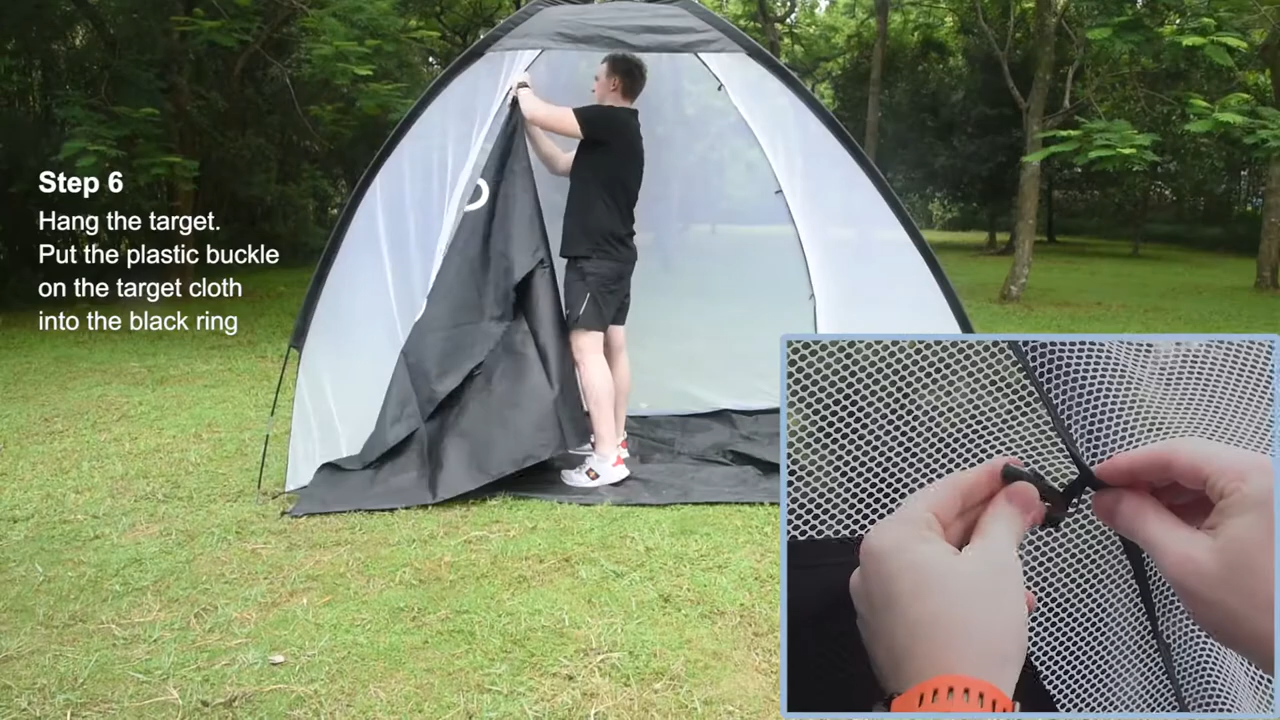 Step 6
Hang the target.
Put the plastic buckle
on the target cloth
into the black ring